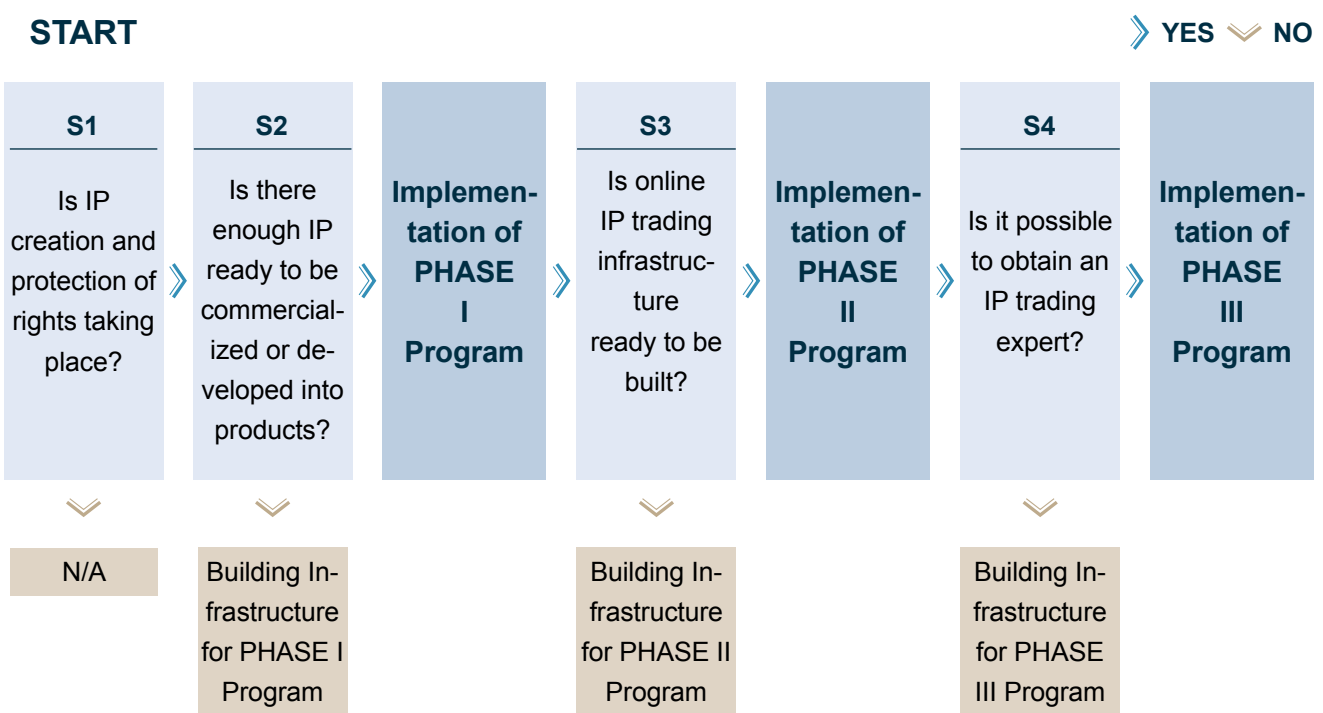 START
YES NO
S1
Is IP
creation and
protection of
rights taking
place?
S2
Is there
enough IP
ready to be
commercial-
ized or de-
veloped into
products?
Implemen-
tation of
PHASE
I
Program
S3
Is online
IP trading
infrastruc-
ture
ready to be
built?
Implemen-
tation of
PHASE
II
Program
S4
Is it possible
to obtain an
IP trading
expert?
Implemen-
tation of
PHASE
III
Program
N/A
Building In-
frastructure
for PHASE I
Program
Building In-
frastructure
for PHASE II
Program
Building In-
frastructure
for PHASE
III Program